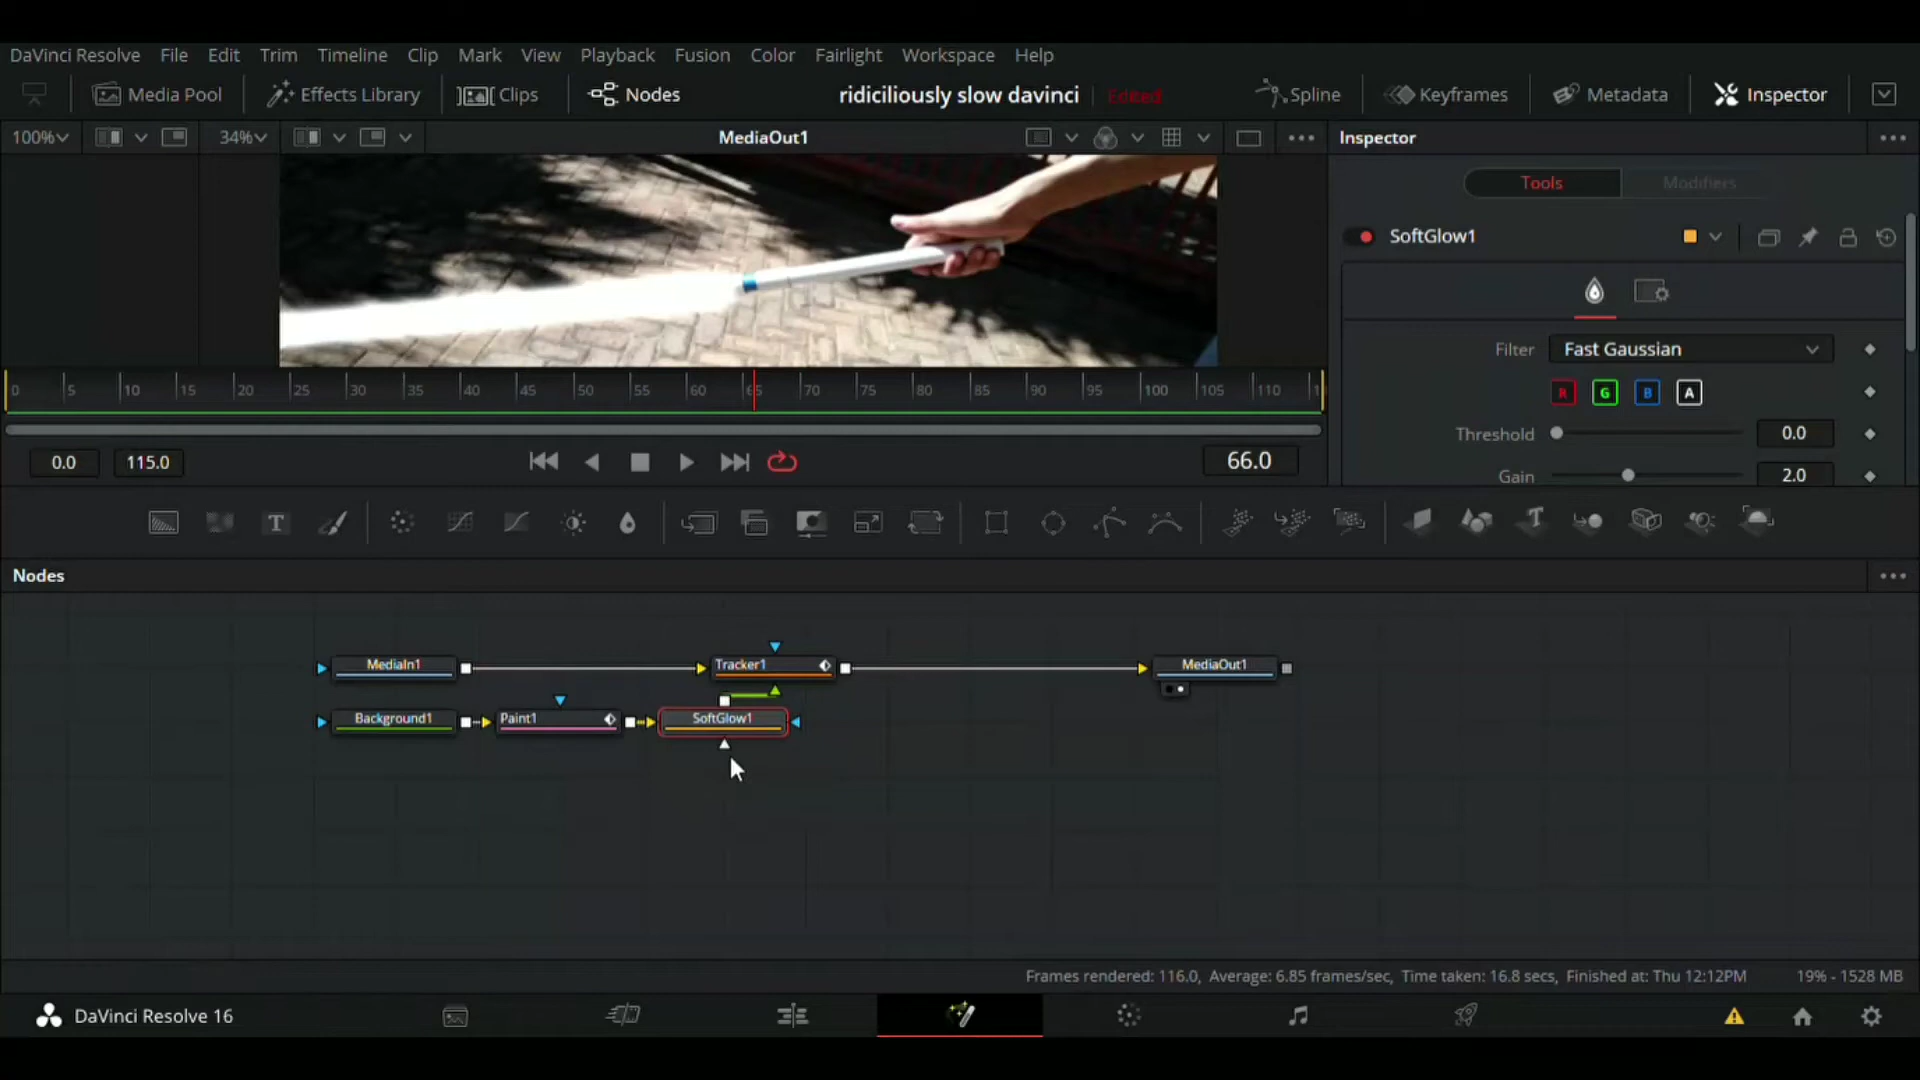 DaVinci Resolve File Edit Trim Timeline Clip Mark View Playback Fusion Color Fairlight Workspace Help
Media Pool Effects Library Clips Nodes ridiciliously slow davinci Edited Spline Keyframes Metadata Inspector
100% 34% MediaOut1 Inspector
Tools Modifiers
SoftGlow1
Filter Fast Gaussian
R G B A
Threshold 0.0
Gain 2.0
0 5 10 15 20 25 30 35 40 45 50 55 60 65 70 75 80 85 90 95 100 105 110
0.0 115.0 66.0
T T
Nodes
MediaIn1 Tracker1 MediaOut1
Background1 Paint1 SoftGlow1
Frames rendered: 116.0, Average: 6.85 frames/sec, Time taken: 16.8 secs, Finished at: Thu 12:12PM 19% - 1528 MB
DaVinci Resolve 16